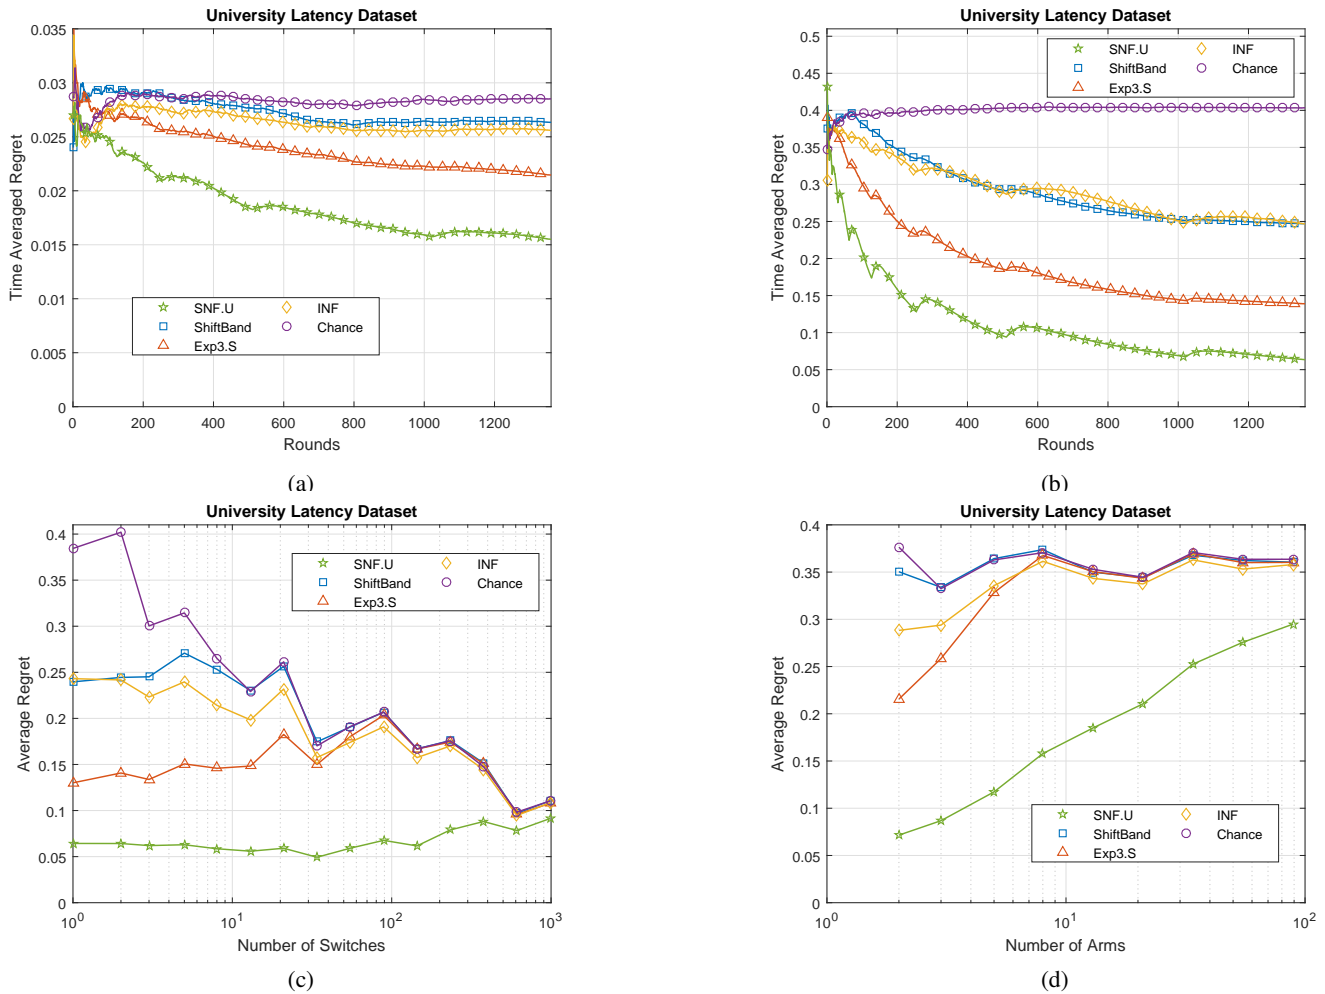 University Latency Dataset
0.035
0.03
0.025
0.02
0.015
0.01
0.005
0
Time Averaged Regret
SNF.U INF
ShiftBand Chance
Exp3.S
0 200 400 600 800 1000 1200
Rounds
(a)
University Latency Dataset
0.5
0.45
0.4
0.35
0.3
0.25
0.2
0.15
0.1
0.05
0
Time Averaged Regret
SNF.U INF
ShiftBand Chance
Exp3.S
0 200 400 600 800 1000 1200
Rounds
(b)
University Latency Dataset
0.4
0.35
0.3
0.25
0.2
0.15
0.1
0.05
0
Average Regret
SNF.U INF
ShiftBand Chance
Exp3.S
10^0 10^1 10^2 10^3
Number of Switches
(c)
University Latency Dataset
0.4
0.35
0.3
0.25
0.2
0.15
0.1
0.05
0
Average Regret
SNF.U INF
ShiftBand Chance
Exp3.S
10^0 10^1 10^2
Number of Arms
(d)